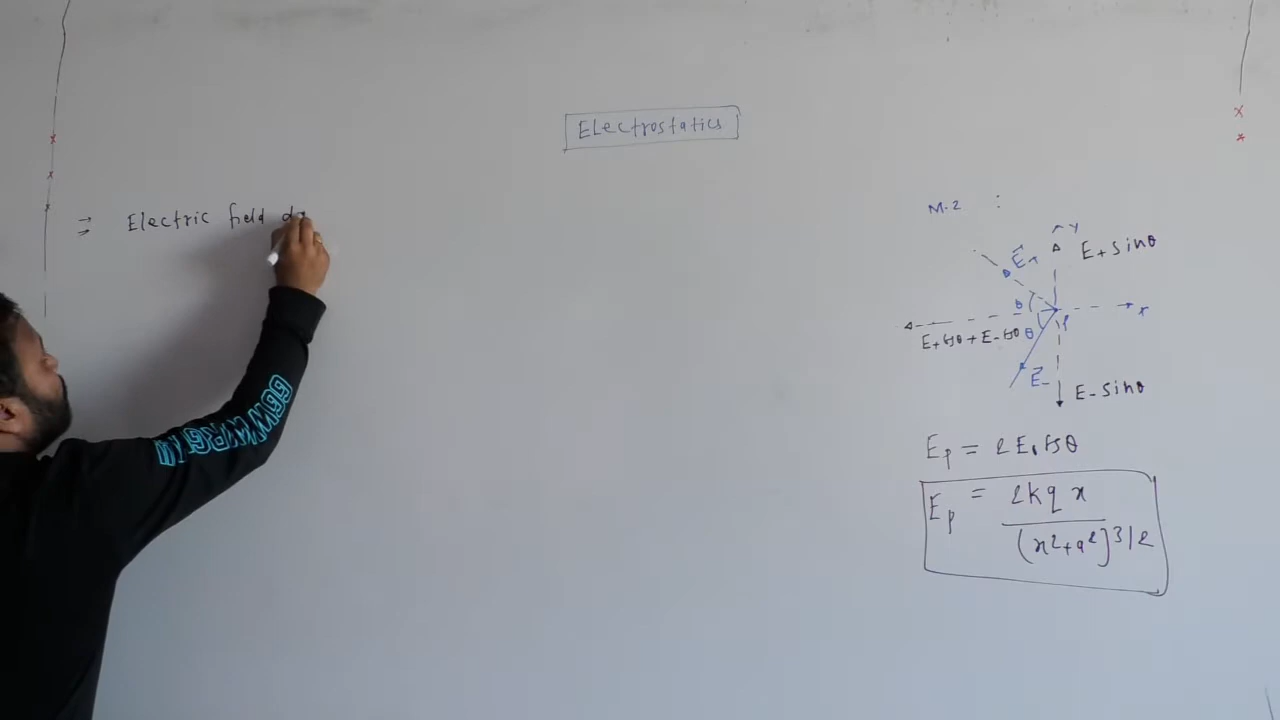 Electrostatics
⇒ Electric field d
M.2 :
Y
E₊ sinθ
θ
x
E₊ cosθ + E₋ cosθ θ P
E⃗₋
E₋ sinθ
Eₚ = 2E₊ cosθ
Eₚ = 2kqx / (x²+a²)^3/2